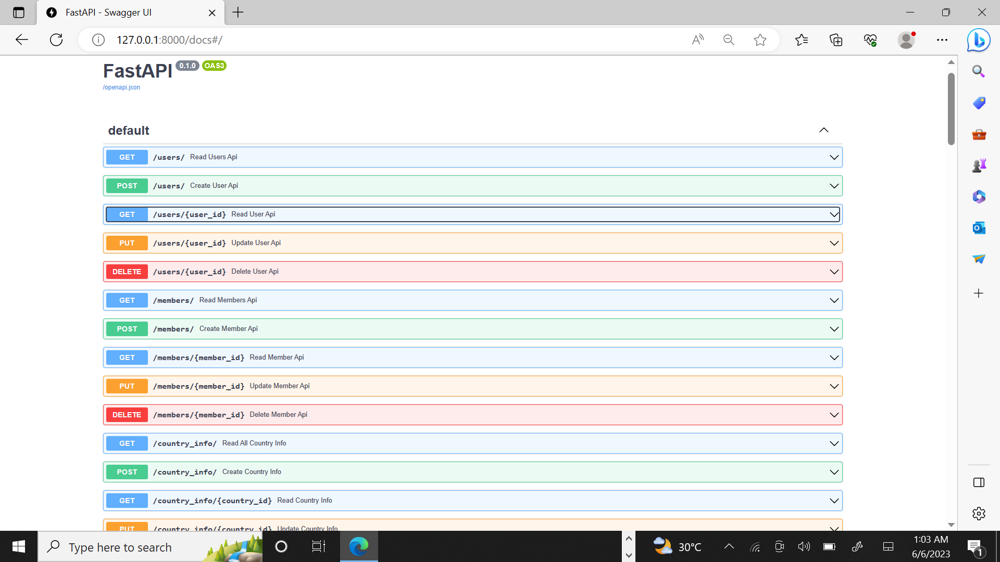 FastAPI - Swagger UI
127.0.0.1:8000/docs#/
FastAPI 0.1.0 OAS3
/openapi.json
default
GET /users/ Read Users Api
POST /users/ Create User Api
GET /users/{user_id} Read User Api
PUT /users/{user_id} Update User Api
DELETE /users/{user_id} Delete User Api
GET /members/ Read Members Api
POST /members/ Create Member Api
GET /members/{member_id} Read Member Api
PUT /members/{member_id} Update Member Api
DELETE /members/{member_id} Delete Member Api
GET /country_info/ Read All Country Info
POST /country_info/ Create Country Info
GET /country_info/{country_id} Read Country Info
PUT /country_info/{country_id} Update Country Info
Type here to search
30°C
1:03 AM
6/6/2023
1